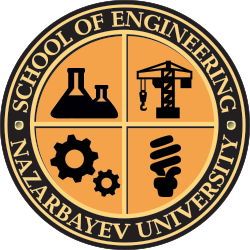 SCHOOL OF ENGINEERING
NAZARBAYEV UNIVERSITY